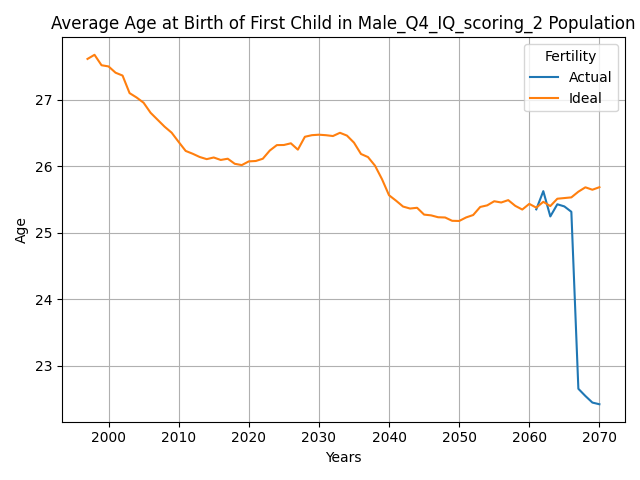 Average Age at Birth of First Child in Male_Q4_IQ_scoring_2 Population
Fertility
Actual
Ideal
Age
27
26
25
24
23
2000 2010 2020 2030 2040 2050 2060 2070
Years